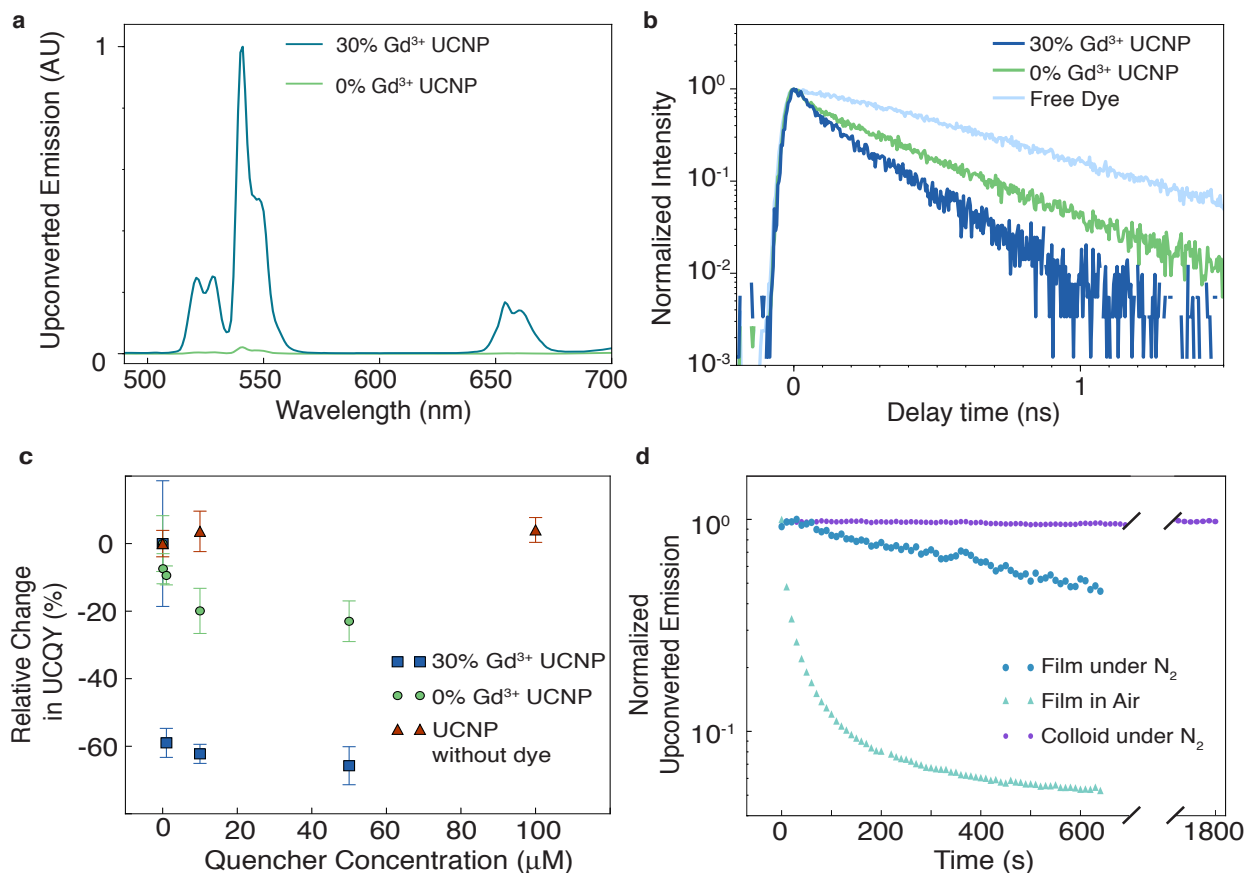 a
Upconverted Emission (AU)
1
0
30% Gd³⁺ UCNP
0% Gd³⁺ UCNP
500
550
600
650
700
Wavelength (nm)
b
Normalized Intensity
10⁰
10⁻¹
10⁻²
10⁻³
30% Gd³⁺ UCNP
0% Gd³⁺ UCNP
Free Dye
0
1
Delay time (ns)
c
Relative Change
in UCQY (%)
0
-20
-40
-60
30% Gd³⁺ UCNP
0% Gd³⁺ UCNP
UCNP
without dye
0
20
40
60
80
100
Quencher Concentration (μM)
d
Normalized
Upconverted Emission
10⁰
10⁻¹
Film under N₂
Film in Air
Colloid under N₂
0
200
400
600
1800
Time (s)